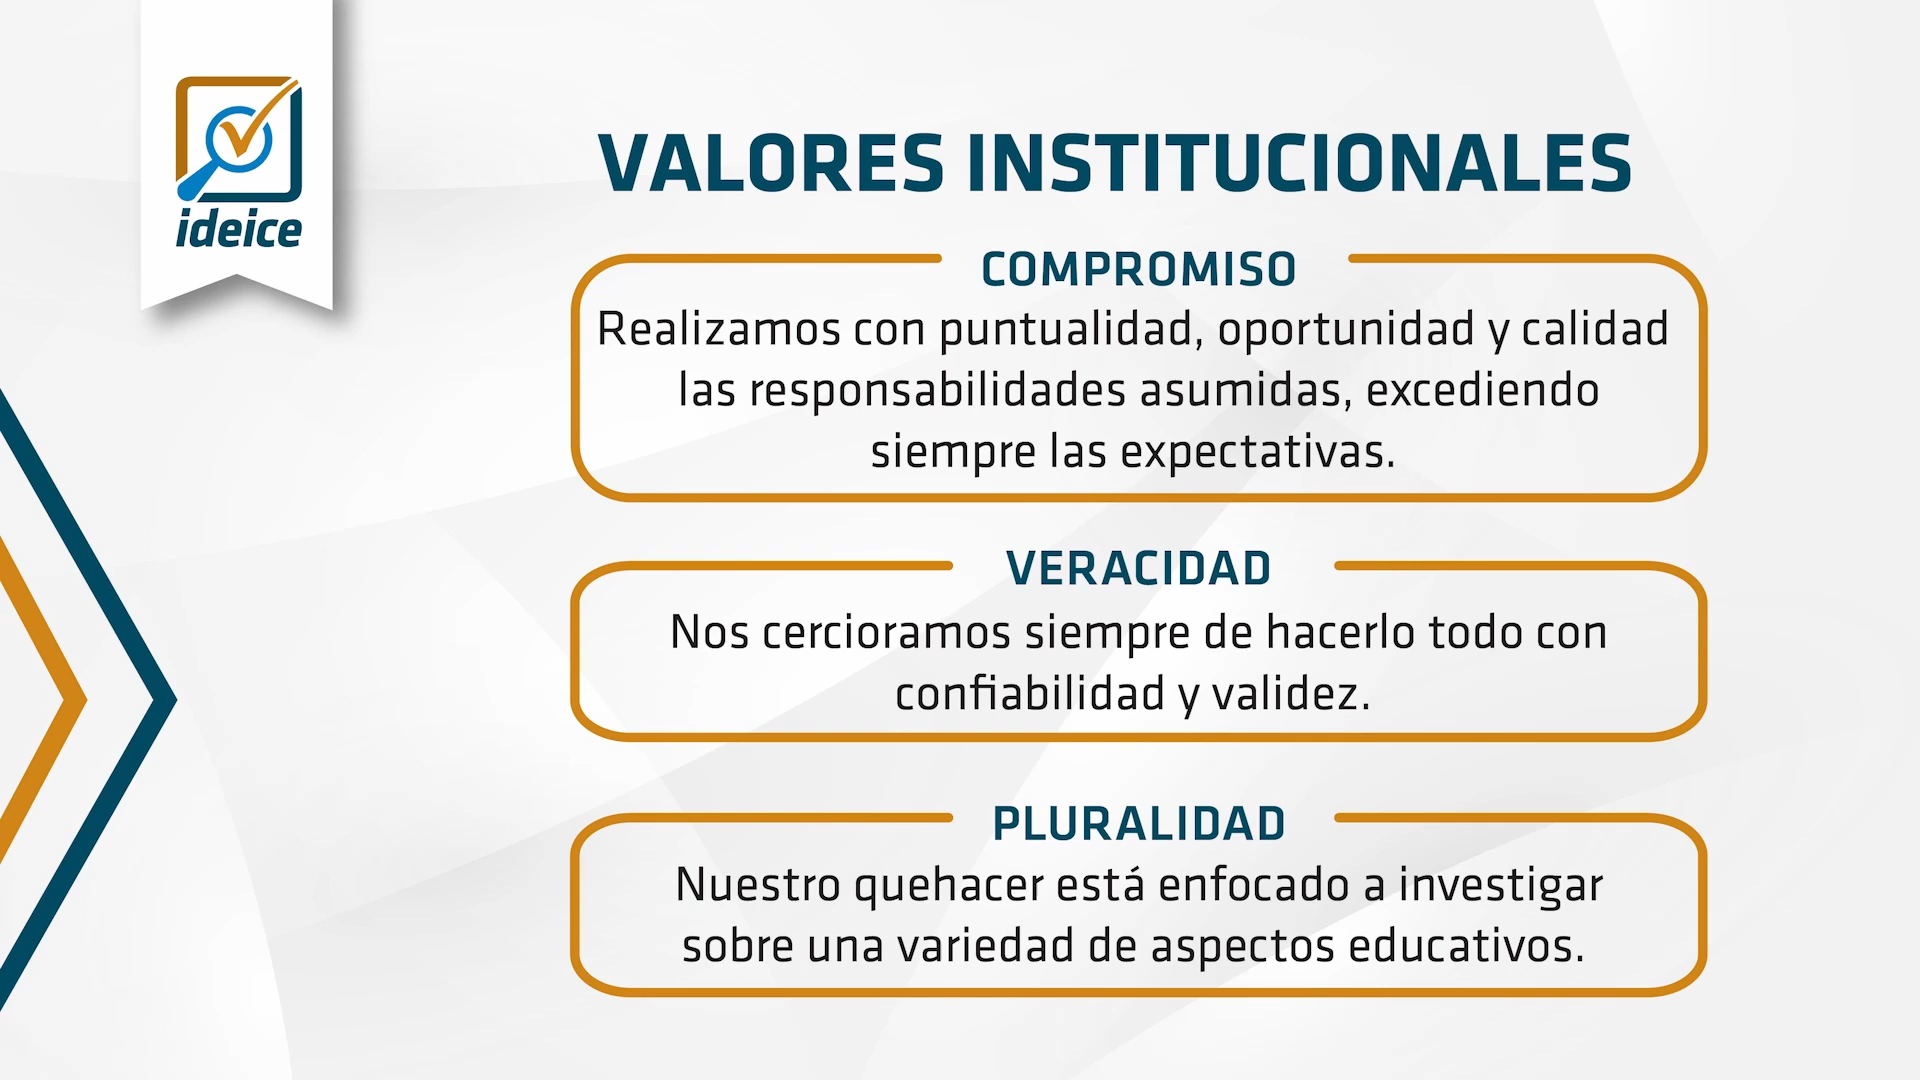 ideice
VALORES INSTITUCIONALES
COMPROMISO
Realizamos con puntualidad, oportunidad y calidad
las responsabilidades asumidas, excediendo
siempre las expectativas.
VERACIDAD
Nos cercioramos siempre de hacerlo todo con
confiabilidad y validez.
PLURALIDAD
Nuestro quehacer está enfocado a investigar
sobre una variedad de aspectos educativos.